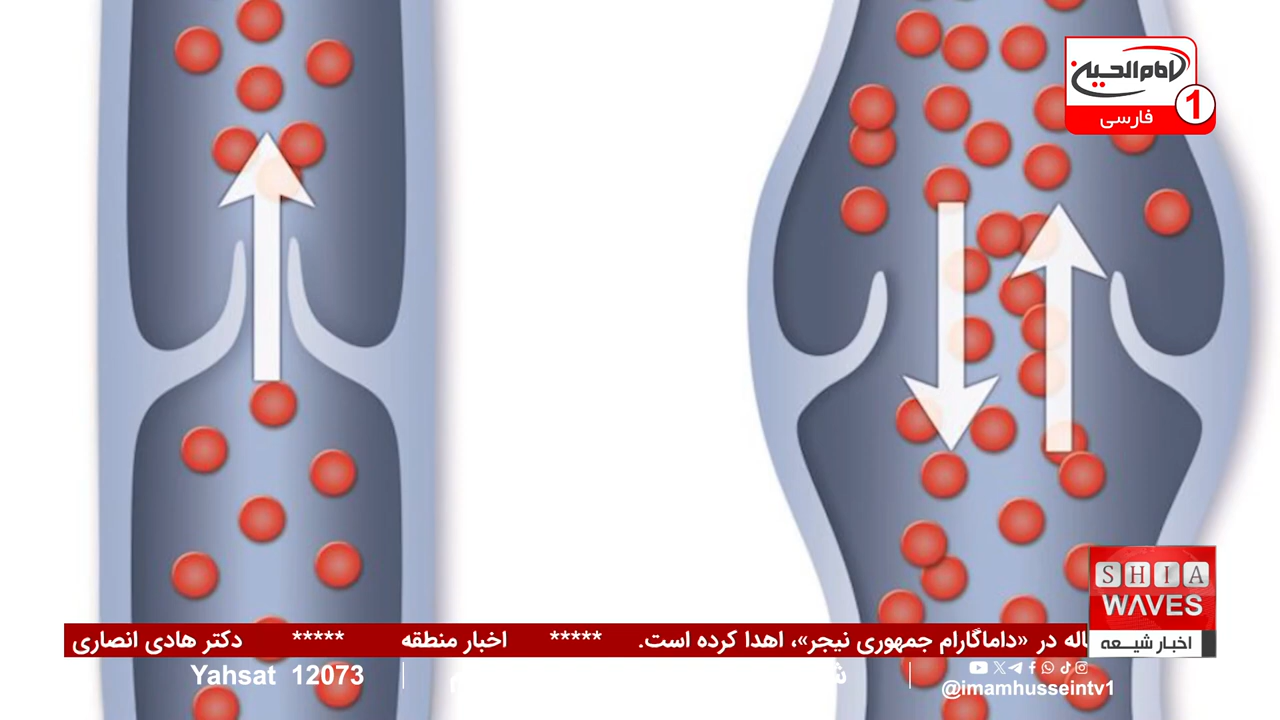 امام الحسین
1
فارسی
SHIA
WAVES
اخبار شیعه
اله در «داماگارام جمهوری نیجر»، اهدا کرده است. ***** اخبار منطقه ***** دکتر هادی انصاری
Yahsat 12073
@imamhusseintv1